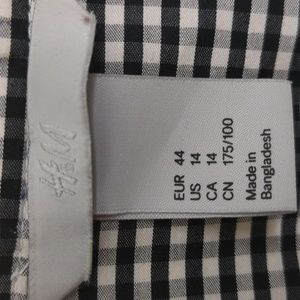 H&M
EUR 44
US 14
CA 14
CN 175/100
Made in
Bangladesh